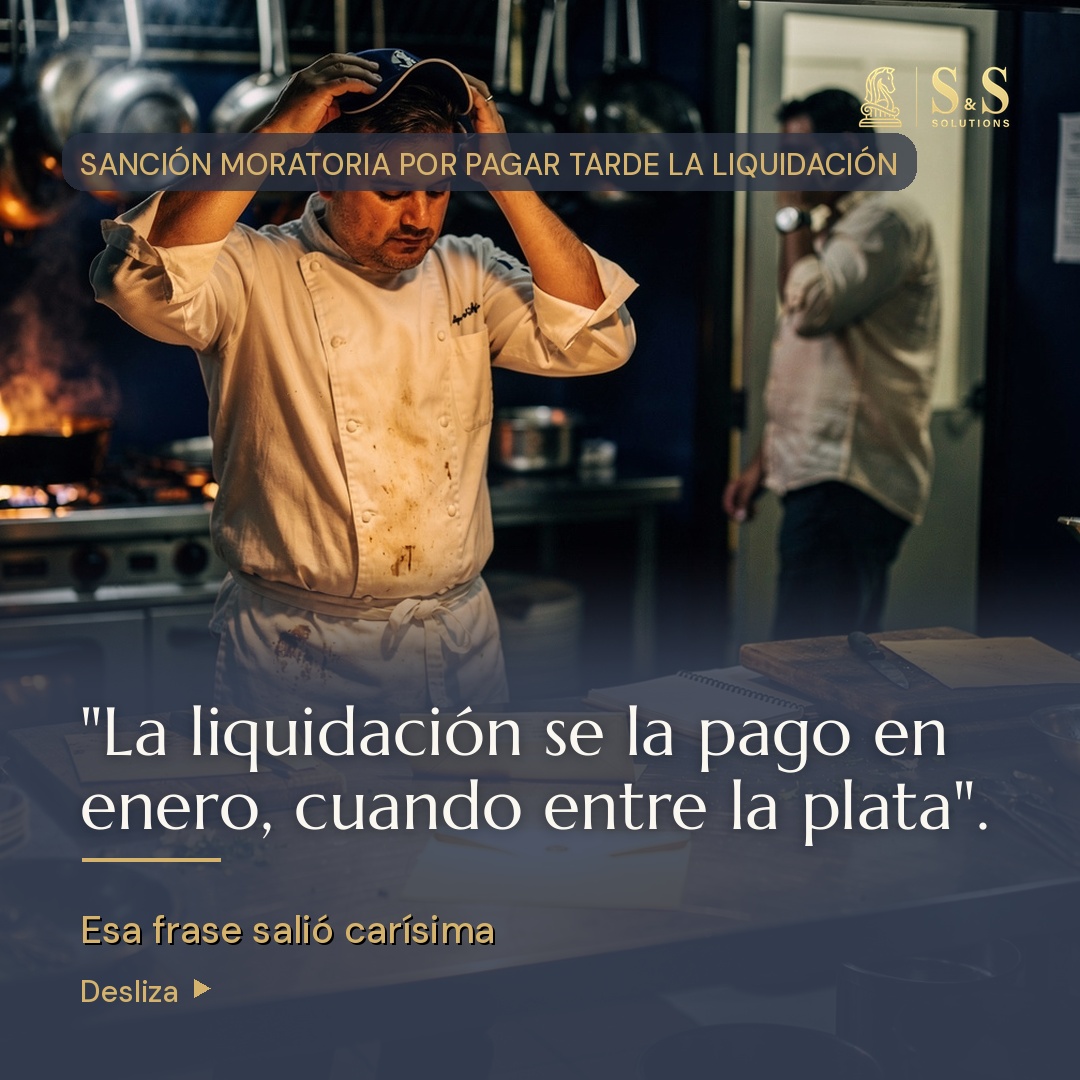 S&S
SOLUTIONS
SANCIÓN MORATORIA POR PAGAR TARDE LA LIQUIDACIÓN
"La liquidación se la pago en
enero, cuando entre la plata".
Esa frase salió carísima
Desliza